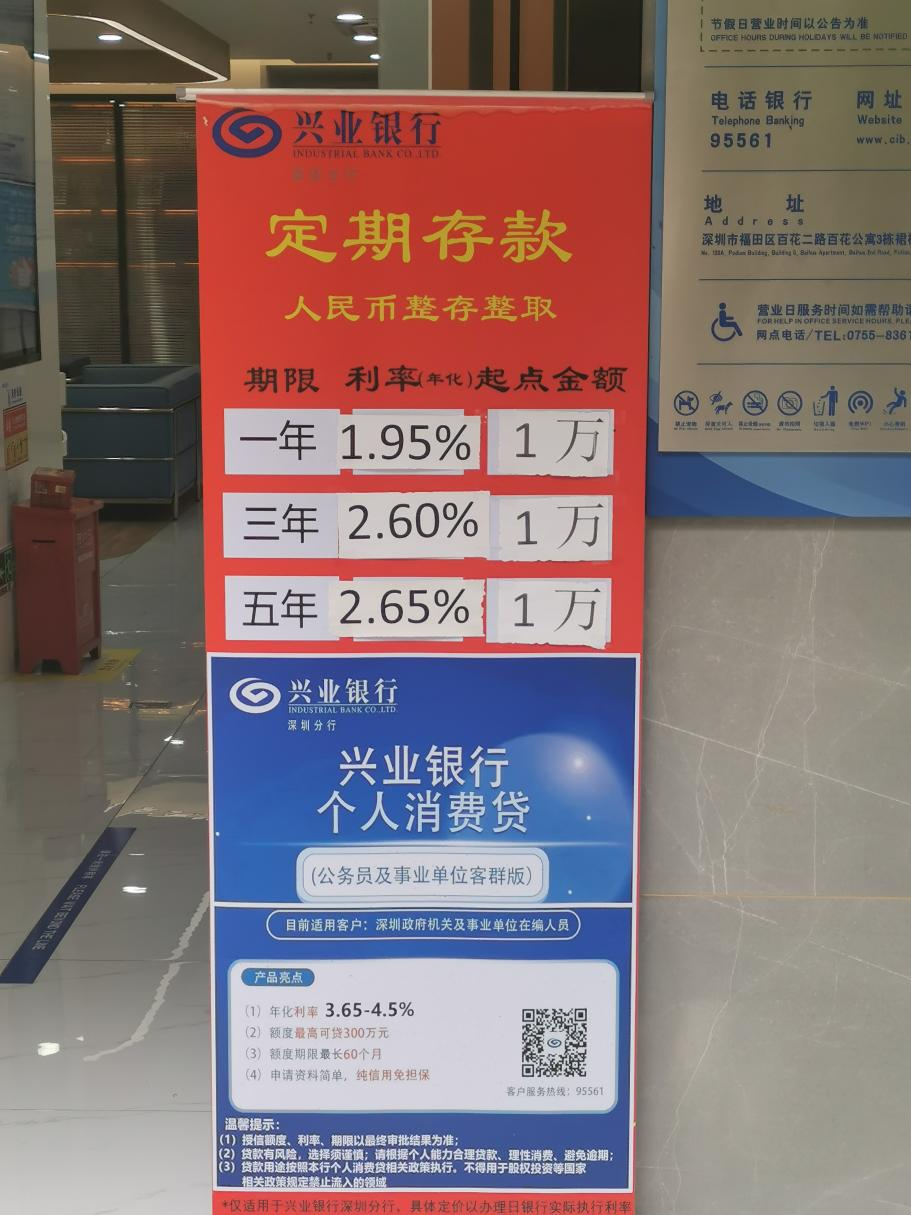 兴业银行
INDUSTRIAL BANK CO.,LTD.
定期存款
人民币整存整取
期限 利率(年化) 起点金额
一年 1.95% 1万
三年 2.60% 1万
五年 2.65% 1万
兴业银行
INDUSTRIAL BANK CO.,LTD.
深圳分行
兴业银行
个人消费贷
(公务员及事业单位客群版)
目前适用客户：深圳政府机关及事业单位在编人员
产品亮点
(1) 年化利率 3.65-4.5%
(2) 额度最高可贷300万元
(3) 额度期限最长60个月
(4) 申请资料简单，纯信用免担保
客户服务热线：95561
温馨提示：
(1) 授信额度、利率、期限以最终审批结果为准；
(2) 贷款有风险，选择须谨慎；请根据个人能力合理贷款、理性消费、避免逾期；
(3) 贷款用途按照本行个人消费贷相关政策执行。不得用于股权投资等国家
相关政策规定禁止流入的领域
*仅适用于兴业银行深圳分行。具体定价以办理日银行实际执行利率
节假日营业时间以公告为准
OFFICE HOURS DURING HOLIDAYS WILL BE NOTIFIED
电话银行 网址
Telephone Banking Website
95561 www.cib.
地址
Address
深圳市福田区百花二路百花公寓3栋裙
营业日服务时间如需帮助
FOR HELP IN OFFICE SERVICE HOURS, PLE
网点电话/TEL:0755-836
PLEASE WAIT BEHIND THE LINE